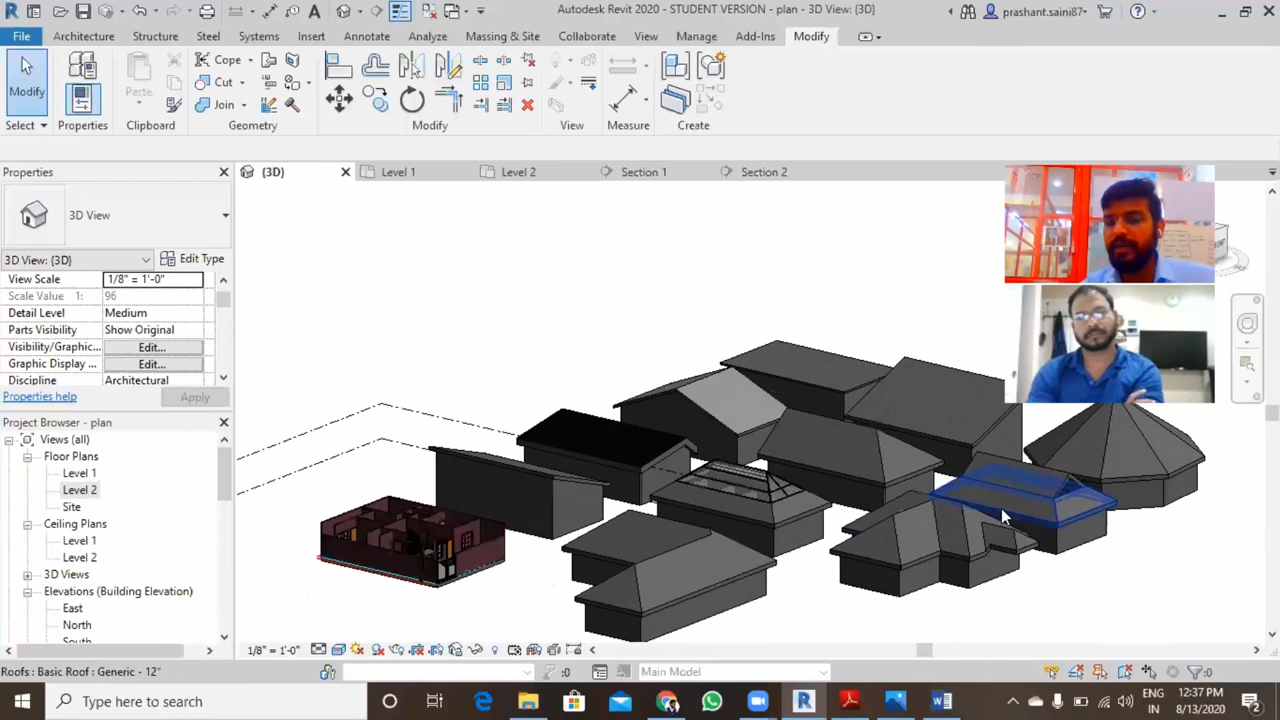 Autodesk Revit 2020 - STUDENT VERSION - plan - 3D View: {3D}
prashant.saini87
File
Architecture
Structure
Steel
Systems
Insert
Annotate
Analyze
Massing & Site
Collaborate
View
Manage
Add-Ins
Modify
Modify
Paste
Cope
Cut
Join
Select
Properties
Clipboard
Geometry
Modify
View
Measure
Create
Properties
{3D}
Level 1
Level 2
Section 1
Section 2
3D View
3D View: {3D}
Edit Type
View Scale
1/8" = 1'-0"
Scale Value 1:
96
Detail Level
Medium
Parts Visibility
Show Original
Visibility/Graphic...
Edit...
Graphic Display ...
Edit...
Discipline
Architectural
Properties help
Apply
Project Browser - plan
Views (all)
Floor Plans
Level 1
Level 2
Site
Ceiling Plans
Level 1
Level 2
3D Views
Elevations (Building Elevation)
East
North
South
1/8" = 1'-0"
Roofs : Basic Roof : Generic - 12"
:0
Main Model
:0
Type here to search
ENG
IN
12:37 PM
8/13/2020
2